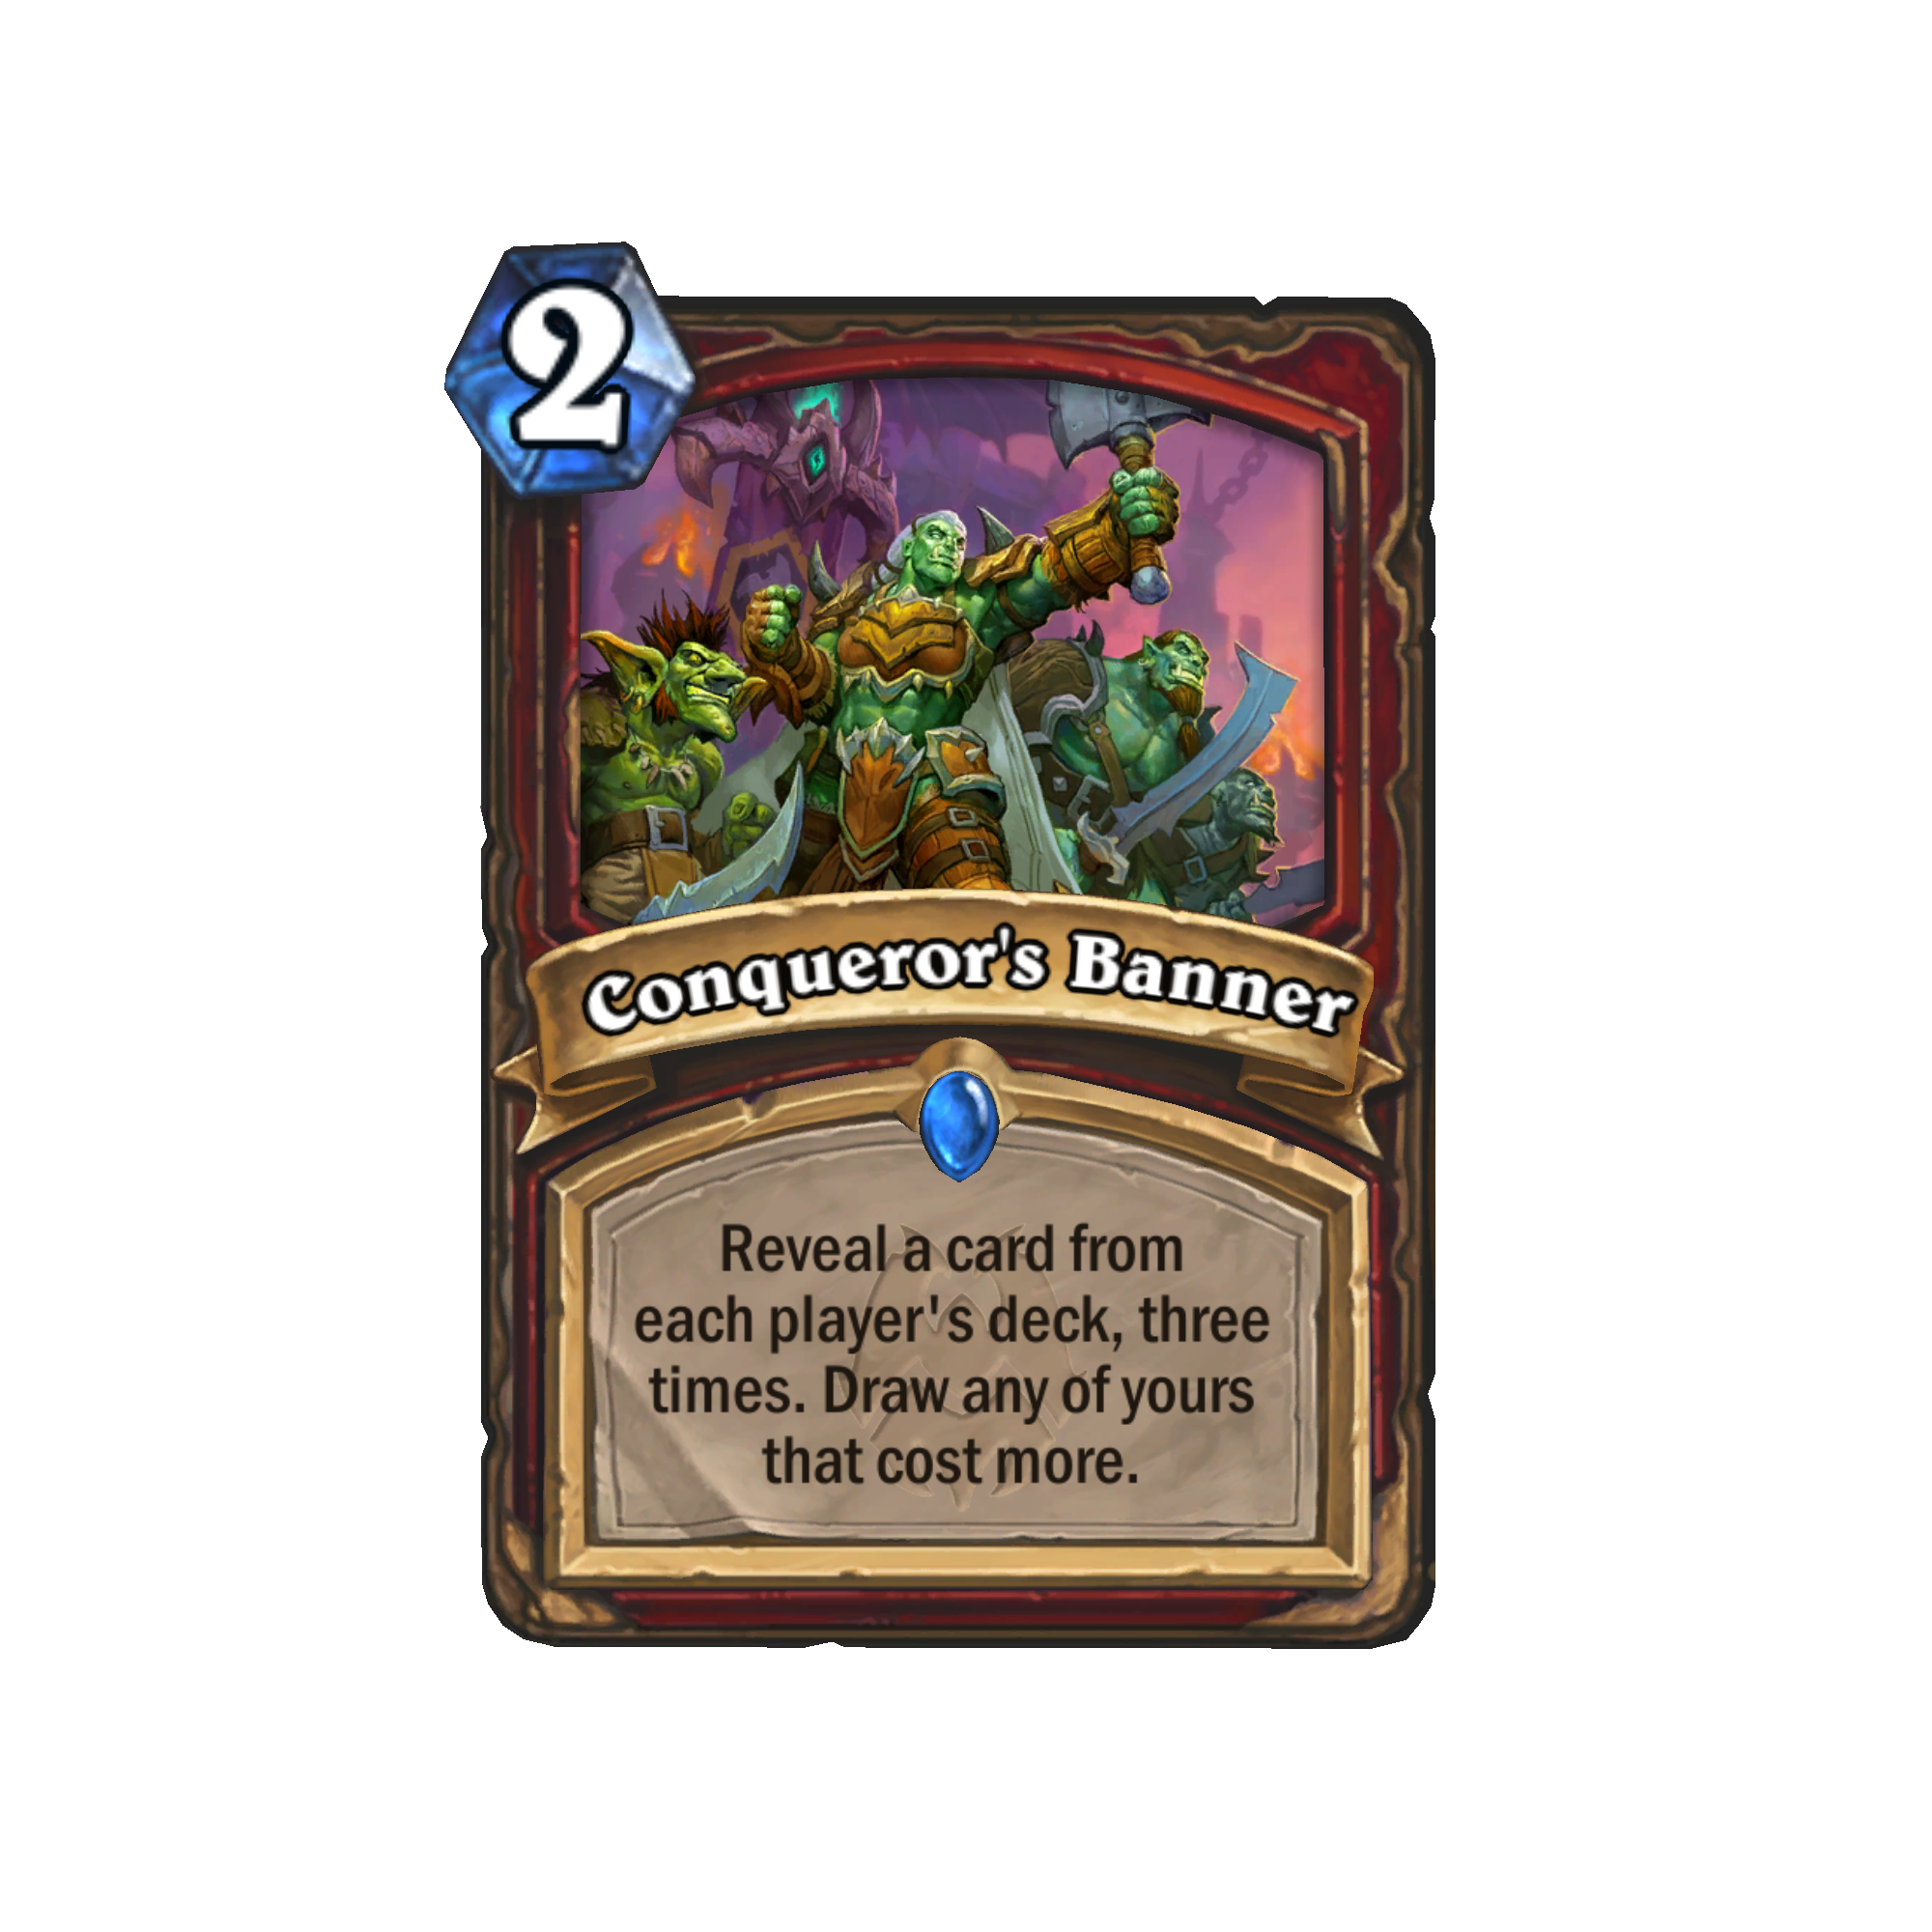 2
Conqueror's Banner
Reveal a card from
each player's deck, three
times. Draw any of yours
that cost more.